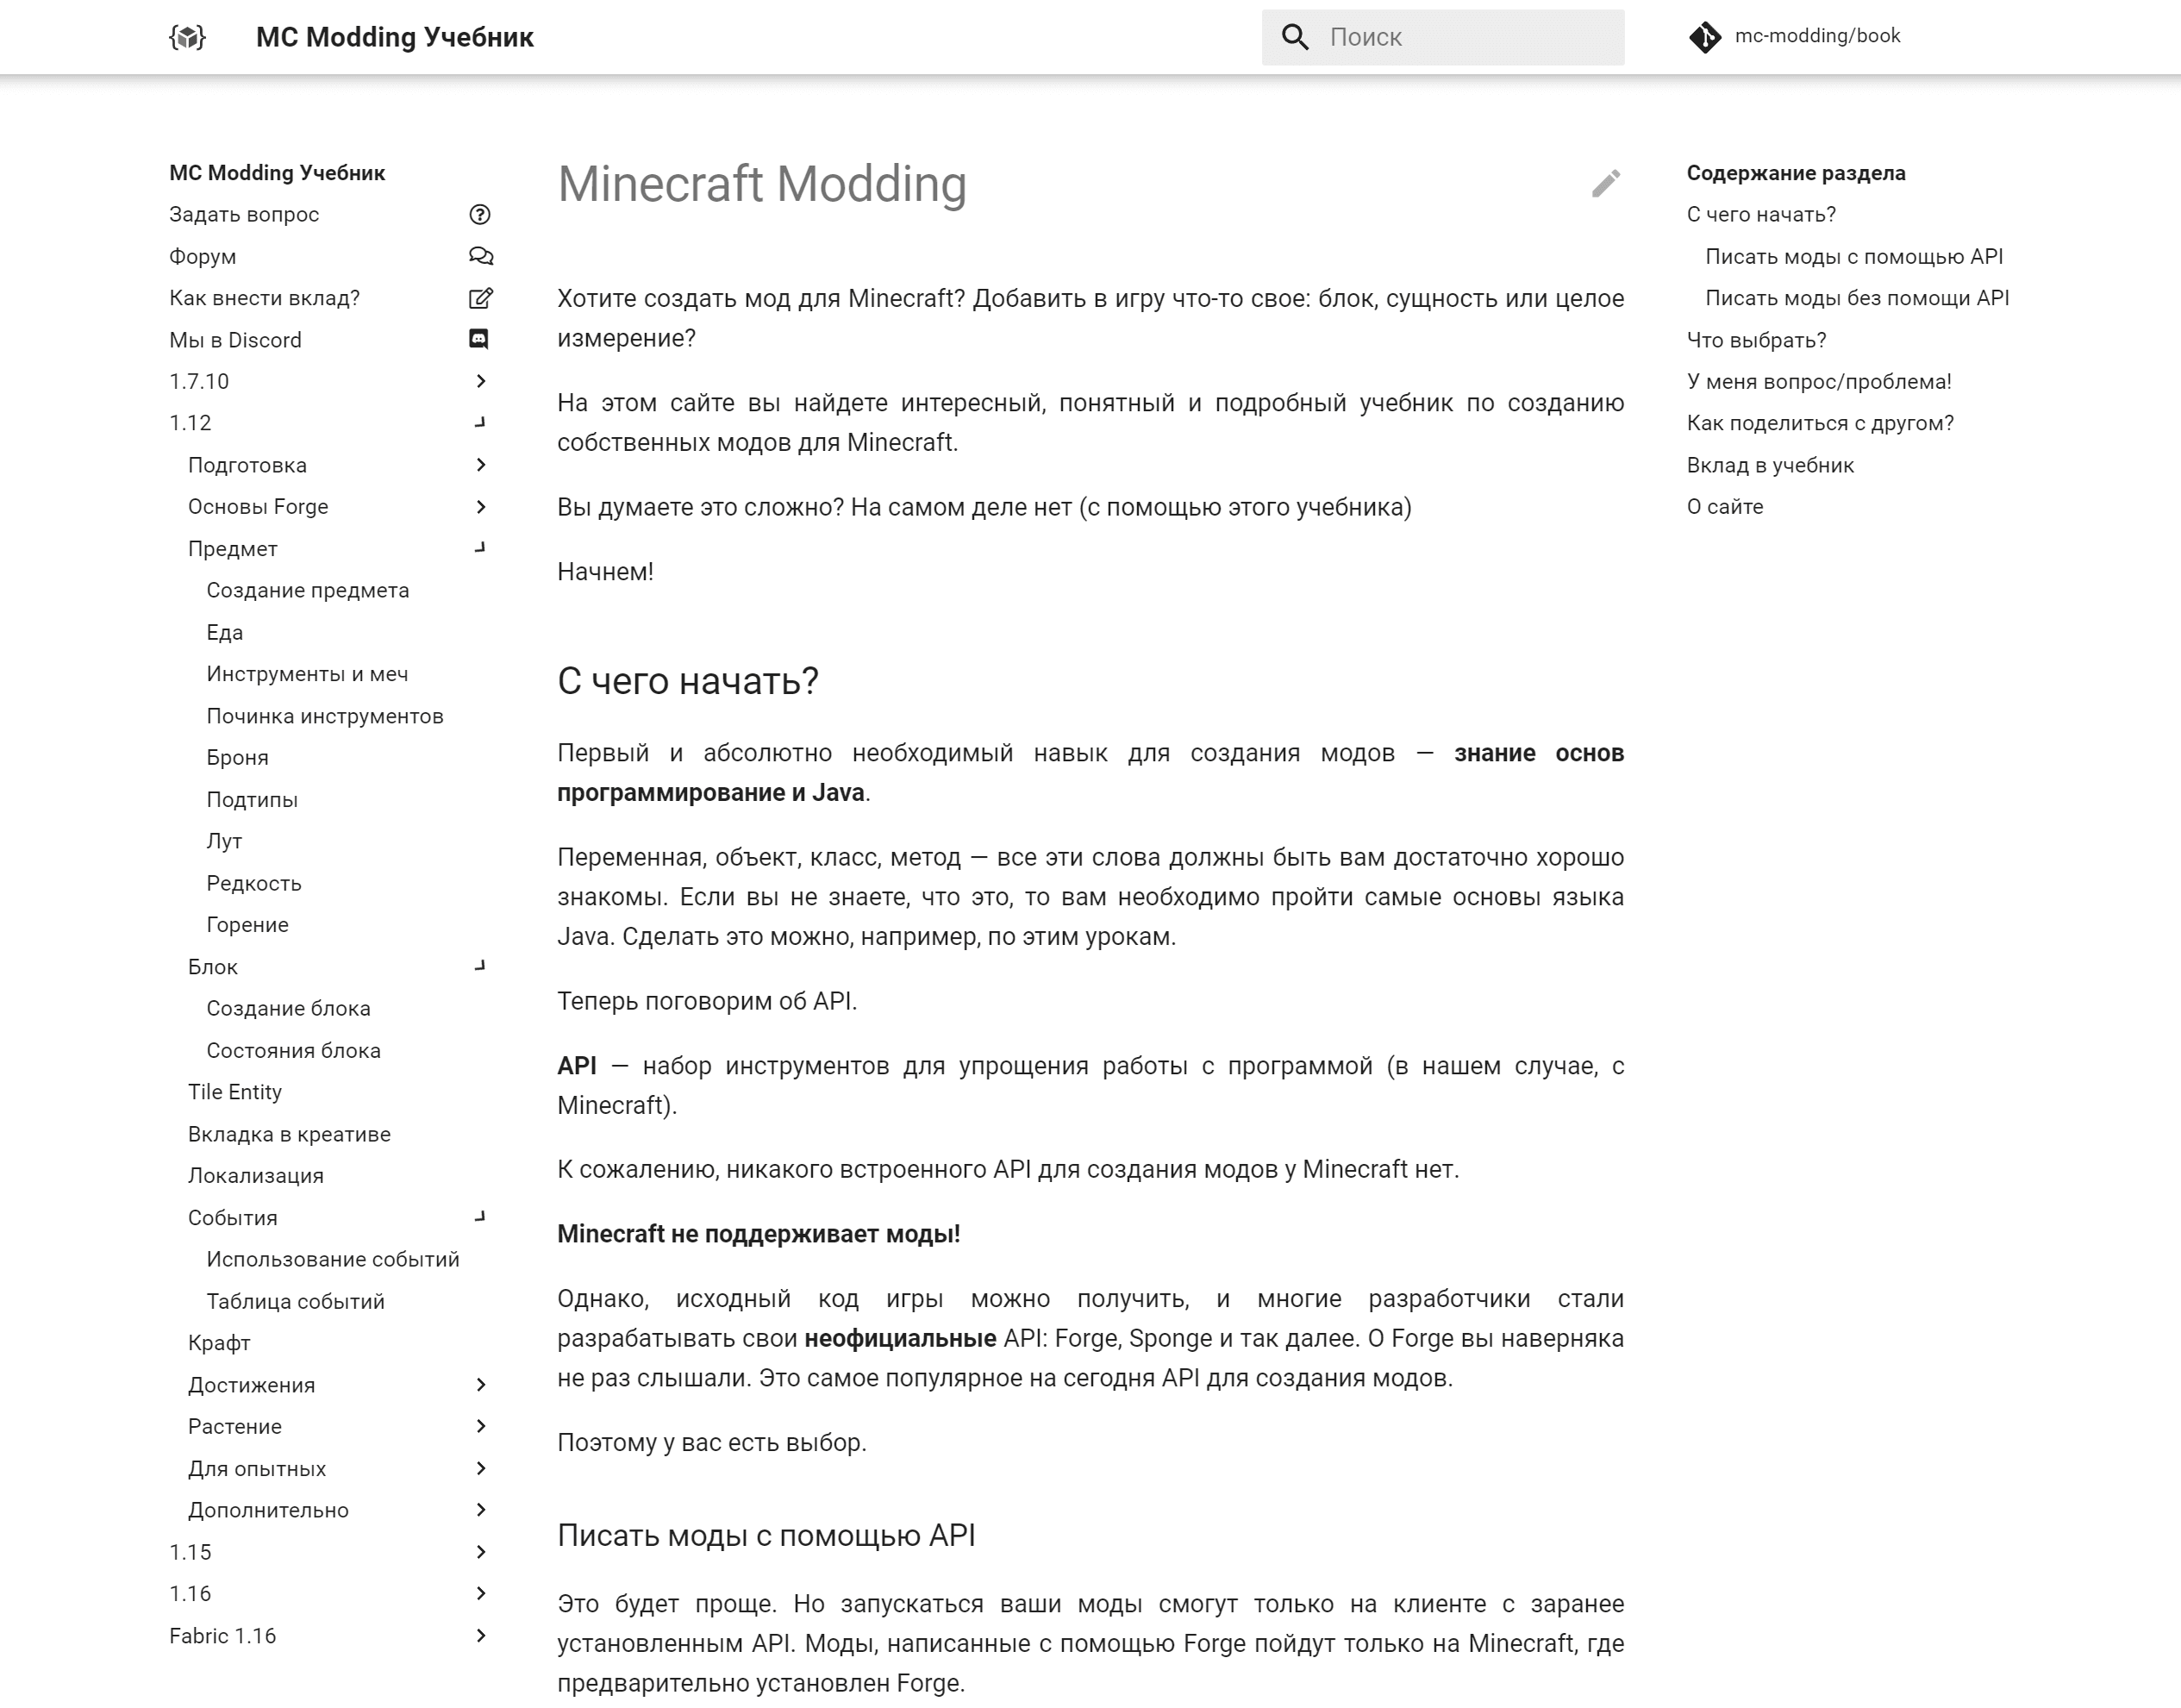 MC Modding Учебник
Поиск
mc-modding/book
MC Modding Учебник
Задать вопрос
Форум
Как внести вклад?
Мы в Discord
1.7.10
1.12
Подготовка
Основы Forge
Предмет
Создание предмета
Еда
Инструменты и меч
Починка инструментов
Броня
Подтипы
Лут
Редкость
Горение
Блок
Создание блока
Состояния блока
Tile Entity
Вкладка в креативе
Локализация
События
Использование событий
Таблица событий
Крафт
Достижения
Растение
Для опытных
Дополнительно
1.15
1.16
Fabric 1.16
Minecraft Modding
Хотите создать мод для Minecraft? Добавить в игру что-то свое: блок, сущность или целое
измерение?
На этом сайте вы найдете интересный, понятный и подробный учебник по созданию
собственных модов для Minecraft.
Вы думаете это сложно? На самом деле нет (с помощью этого учебника)
Начнем!
С чего начать?
Первый и абсолютно необходимый навык для создания модов — знание основ
программирование и Java.
Переменная, объект, класс, метод — все эти слова должны быть вам достаточно хорошо
знакомы. Если вы не знаете, что это, то вам необходимо пройти самые основы языка
Java. Сделать это можно, например, по этим урокам.
Теперь поговорим об API.
API — набор инструментов для упрощения работы с программой (в нашем случае, с
Minecraft).
К сожалению, никакого встроенного API для создания модов у Minecraft нет.
Minecraft не поддерживает моды!
Однако, исходный код игры можно получить, и многие разработчики стали
разрабатывать свои неофициальные API: Forge, Sponge и так далее. О Forge вы наверняка
не раз слышали. Это самое популярное на сегодня API для создания модов.
Поэтому у вас есть выбор.
Писать моды с помощью API
Это будет проще. Но запускаться ваши моды смогут только на клиенте с заранее
установленным API. Моды, написанные с помощью Forge пойдут только на Minecraft, где
предварительно установлен Forge.
Содержание раздела
С чего начать?
Писать моды с помощью API
Писать моды без помощи API
Что выбрать?
У меня вопрос/проблема!
Как поделиться с другом?
Вклад в учебник
О сайте